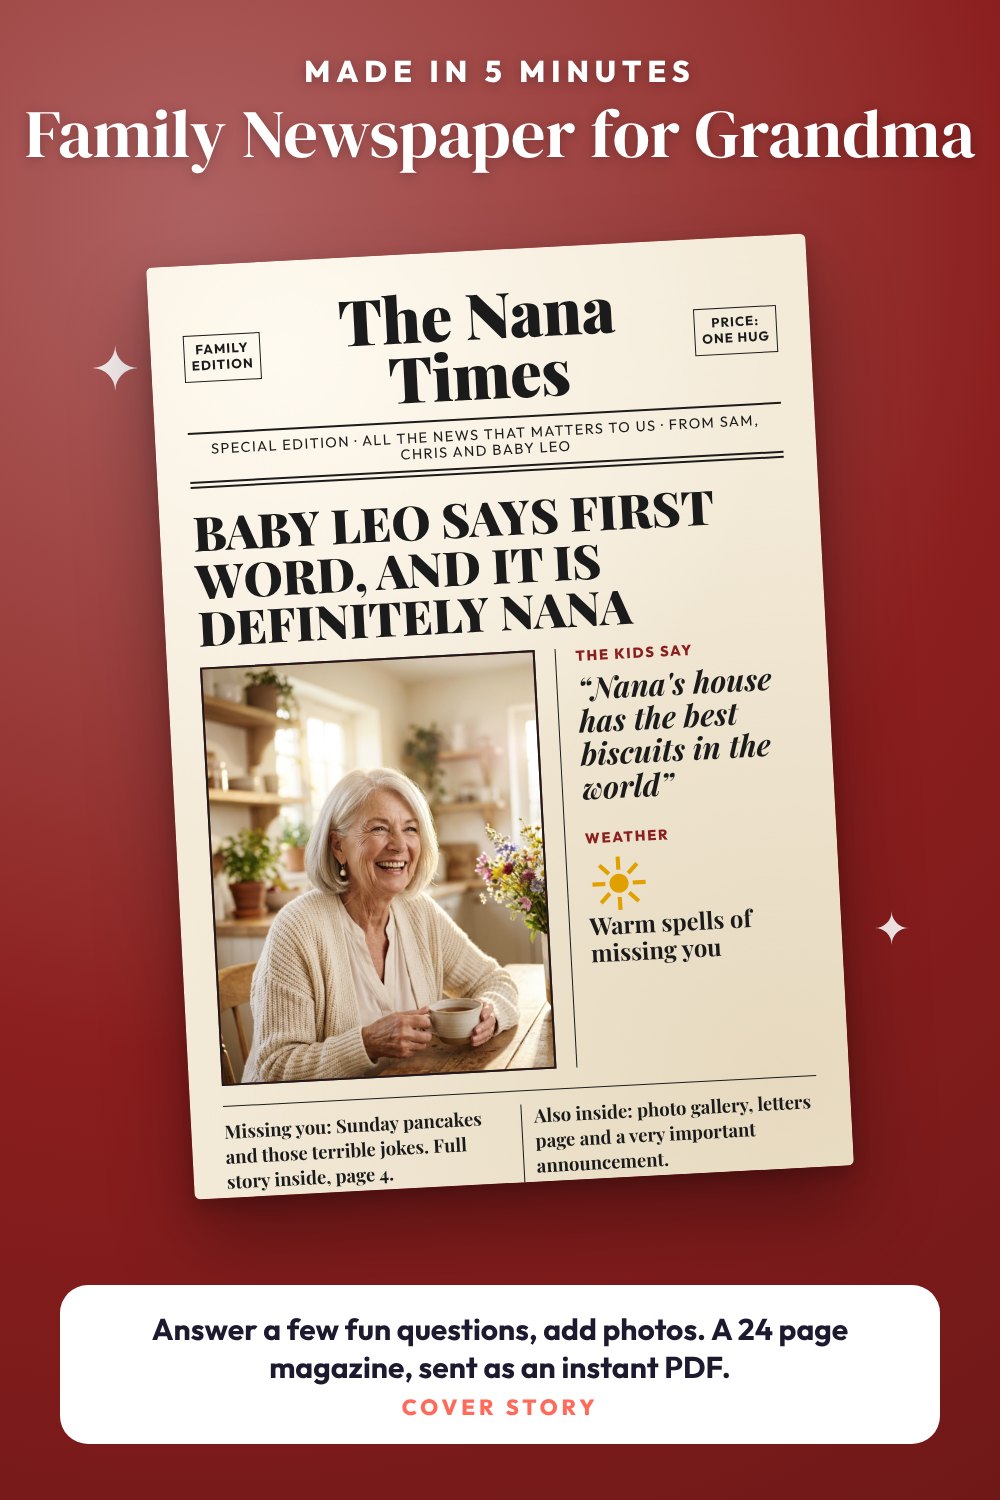 MADE IN 5 MINUTES
Family Newspaper for Grandma
FAMILY
EDITION
The Nana
Times
PRICE:
ONE HUG
SPECIAL EDITION · ALL THE NEWS THAT MATTERS TO US · FROM SAM,
CHRIS AND BABY LEO
BABY LEO SAYS FIRST
WORD, AND IT IS
DEFINITELY NANA
THE KIDS SAY
“Nana's house
has the best
biscuits in the
world”
WEATHER
Warm spells of
missing you
Missing you: Sunday pancakes
and those terrible jokes. Full
story inside, page 4.
Also inside: photo gallery, letters
page and a very important
announcement.
Answer a few fun questions, add photos. A 24 page
magazine, sent as an instant PDF.
COVER STORY